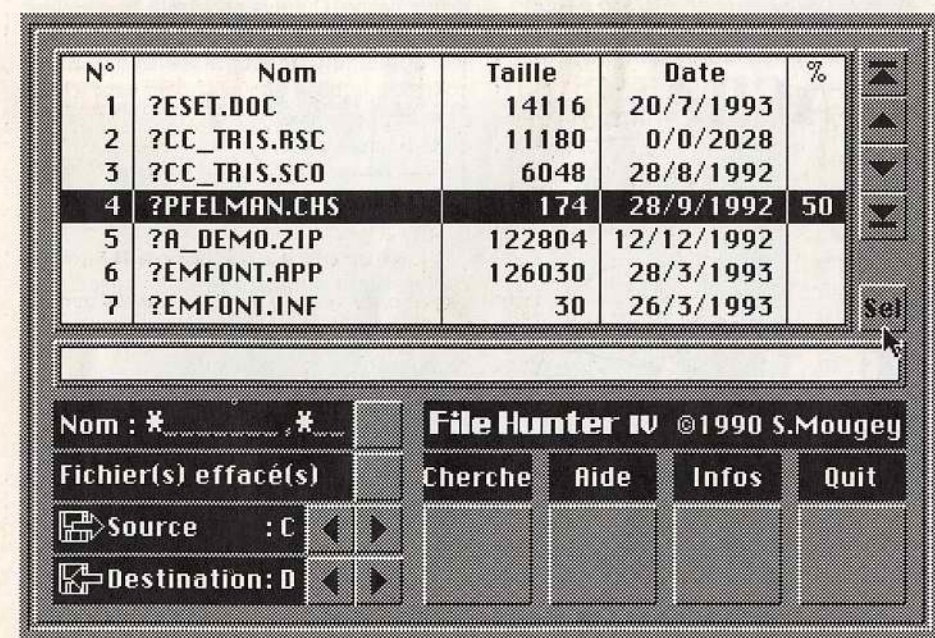 N° Nom Taille Date %
1 ?ESET.DOC 14116 20/7/1993
2 ?CC_TRIS.RSC 11180 0/0/2028
3 ?CC_TRIS.SCO 6048 28/8/1992
4 ?PFELMAN.CHS 174 28/9/1992 50
5 ?A_DEMO.ZIP 122804 12/12/1992
6 ?EMFONT.APP 126030 28/3/1993
7 ?EMFONT.INF 30 26/3/1993
Sel
Nom : *_______,*__
File Hunter IV ©1990 S.Mougey
Fichier(s) effacé(s)
Cherche Aide Infos Quit
Source : C
Destination: D